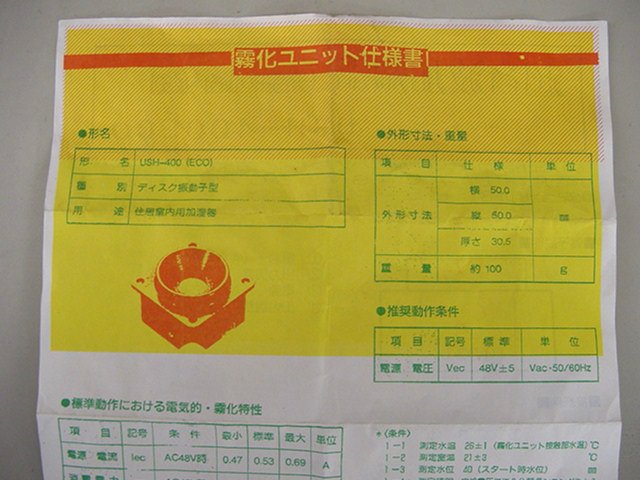 霧化ユニット仕様書
●形名
形 名 USH-400 (ECO)
種 別 ディスク振動子型
用 途 住居室内用加湿器
●外形寸法・重量
項 目 仕 様 単 位
横 50.0
外形寸法 縦 60.0 ㎜
厚さ 30.5
重 量 約100 g
●推奨動作条件
項 目 記号 標準 単 位
電源 電圧 Vec 48V±5 Vac・50/60Hz
●標準動作における電気的・霧化特性
項 目 記号 条 件 最小 標準 最大 単位
電源 電流 Iec AC48V時 0.47 0.53 0.69 A
*(条件)
1-1 測定水温 26±1 (霧化ユニット接触部水温)℃
1-2 測定室温 21±3 ℃
1-3 測定水位 40 (スタート時水位) ㎜